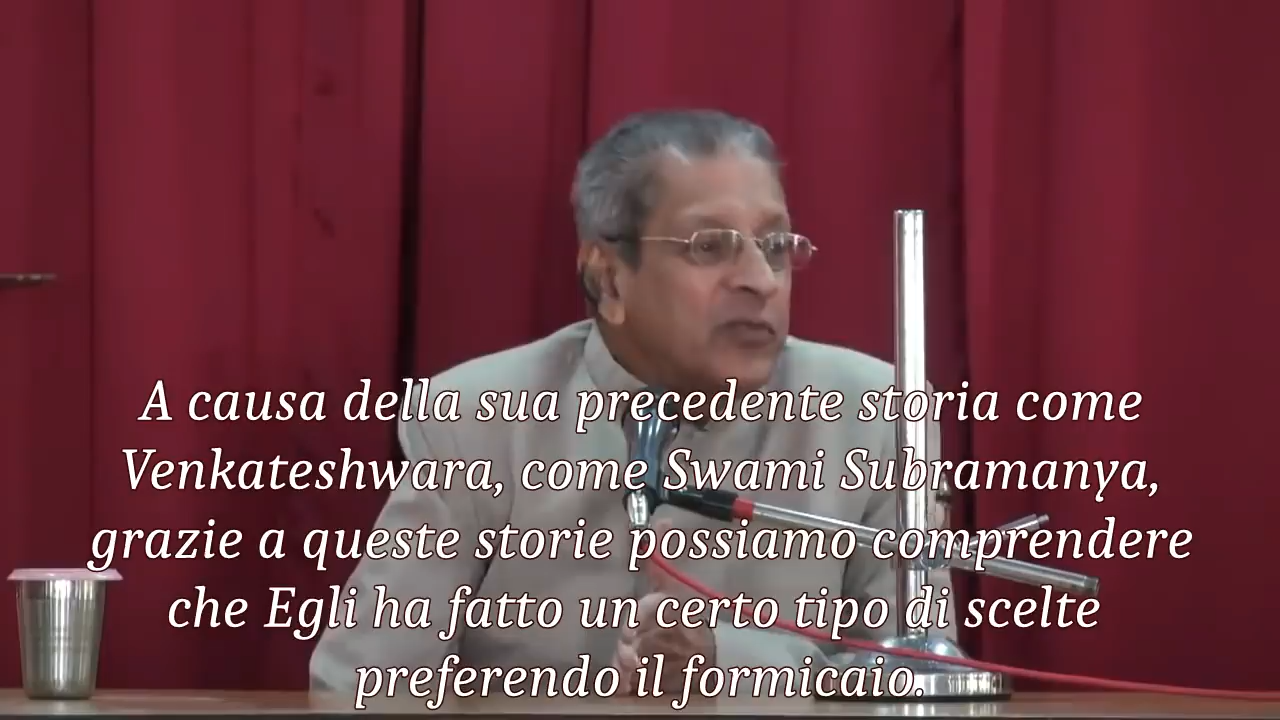 A causa della sua precedente storia come
Venkateshwara, come Swami Subramanya,
grazie a queste storie possiamo comprendere
che Egli ha fatto un certo tipo di scelte
preferendo il formicaio.